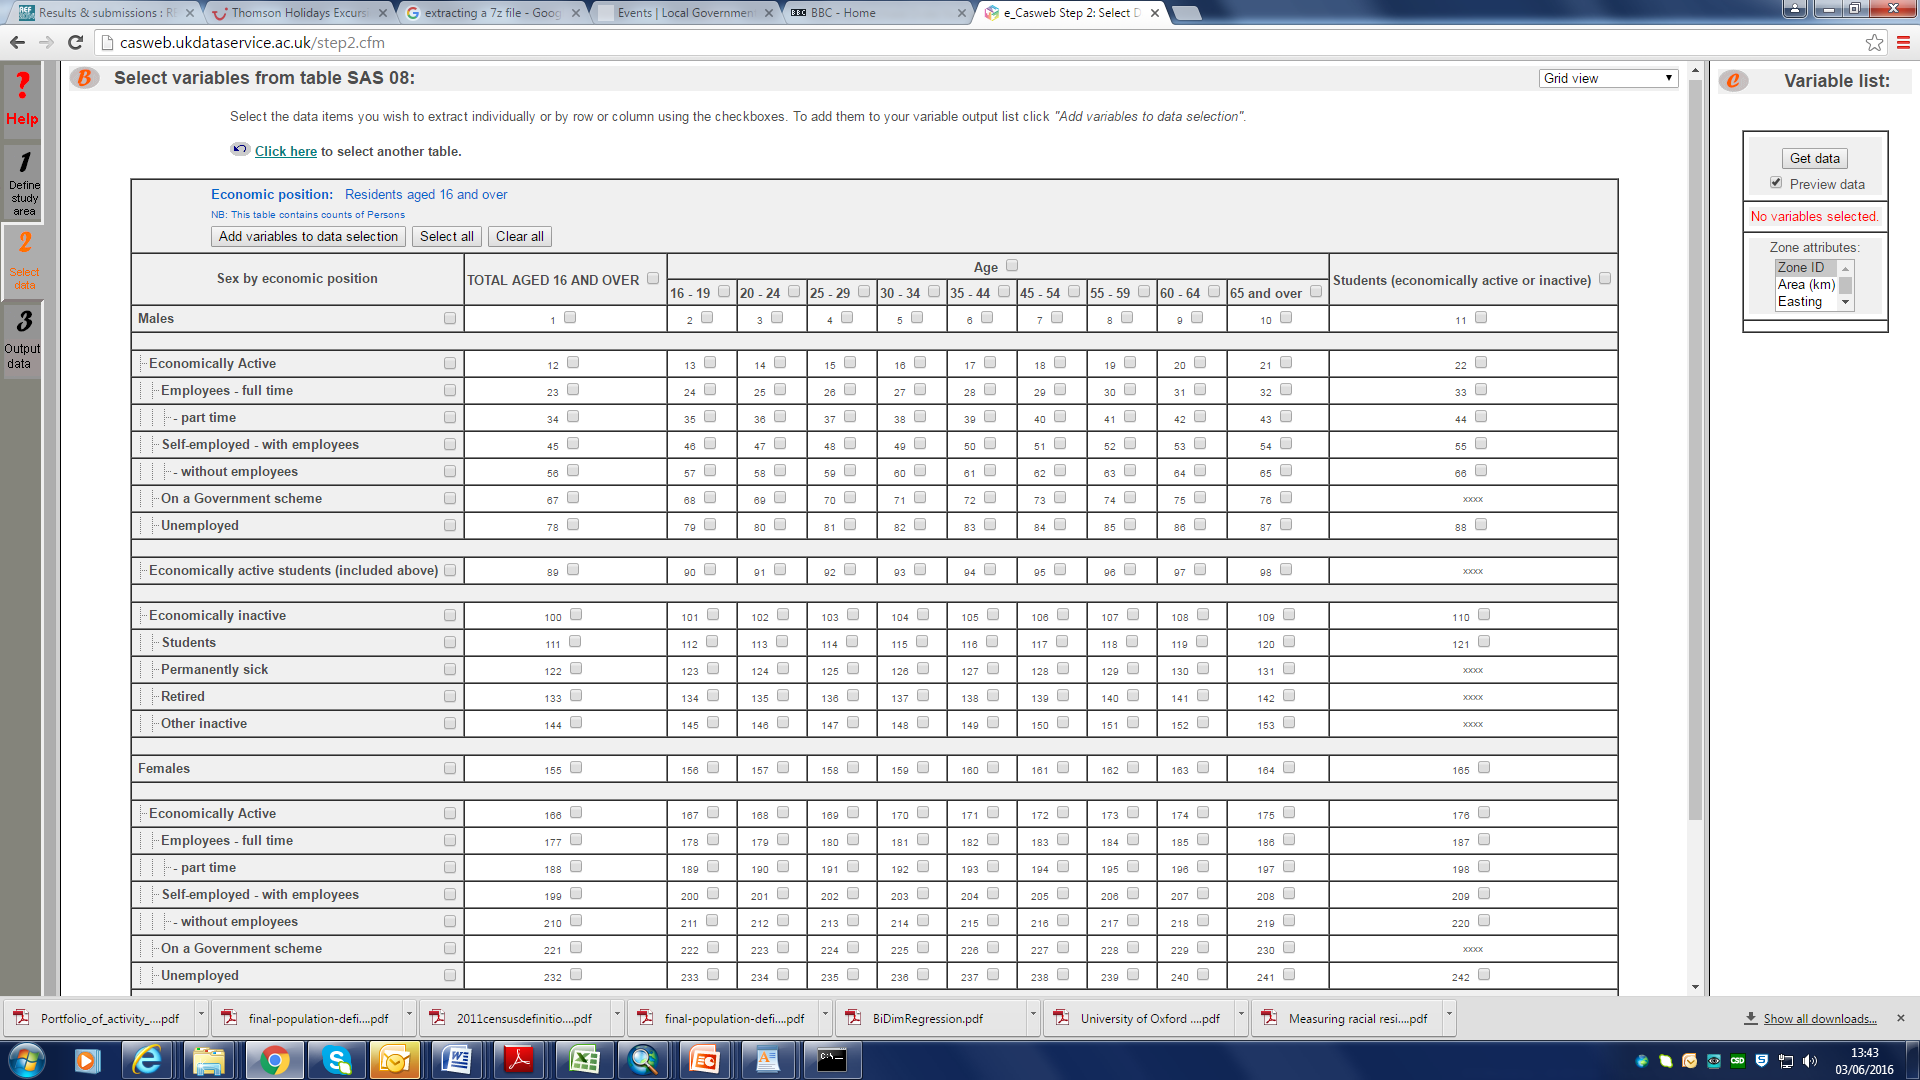 Results & submissions : RE
Thomson Holidays Excurs
extracting a 7z file - Goog
Events | Local Government
BBC - Home
e_Casweb Step 2: Select D
casweb.ukdataservice.ac.uk/step2.cfm
? Help
1 Define study area
2 Select data
3 Output data
B Select variables from table SAS 08:
Grid view
Select the data items you wish to extract individually or by row or column using the checkboxes. To add them to your variable output list click "Add variables to data selection".
Click here to select another table.
Economic position: Residents aged 16 and over
NB: This table contains counts of Persons
Add variables to data selection Select all Clear all
Sex by economic position TOTAL AGED 16 AND OVER Age Students (economically active or inactive)
16 - 19 20 - 24 25 - 29 30 - 34 35 - 44 45 - 54 55 - 59 60 - 64 65 and over
Males 1 2 3 4 5 6 7 8 9 10 11
Economically Active 12 13 14 15 16 17 18 19 20 21 22
Employees - full time 23 24 25 26 27 28 29 30 31 32 33
- part time 34 35 36 37 38 39 40 41 42 43 44
Self-employed - with employees 45 46 47 48 49 50 51 52 53 54 55
- without employees 56 57 58 59 60 61 62 63 64 65 66
On a Government scheme 67 68 69 70 71 72 73 74 75 76 xxxx
Unemployed 78 79 80 81 82 83 84 85 86 87 88
Economically active students (included above) 89 90 91 92 93 94 95 96 97 98 xxxx
Economically inactive 100 101 102 103 104 105 106 107 108 109 110
Students 111 112 113 114 115 116 117 118 119 120 121
Permanently sick 122 123 124 125 126 127 128 129 130 131 xxxx
Retired 133 134 135 136 137 138 139 140 141 142 xxxx
Other inactive 144 145 146 147 148 149 150 151 152 153 xxxx
Females 155 156 157 158 159 160 161 162 163 164 165
Economically Active 166 167 168 169 170 171 172 173 174 175 176
Employees - full time 177 178 179 180 181 182 183 184 185 186 187
- part time 188 189 190 191 192 193 194 195 196 197 198
Self-employed - with employees 199 200 201 202 203 204 205 206 207 208 209
- without employees 210 211 212 213 214 215 216 217 218 219 220
On a Government scheme 221 222 223 224 225 226 227 228 229 230 xxxx
Unemployed 232 233 234 235 236 237 238 239 240 241 242
C Variable list:
Get data
Preview data
No variables selected.
Zone attributes:
Zone ID
Area (km)
Easting
Portfolio_of_activity_....pdf
final-population-defi....pdf
2011censusdefinitio....pdf
final-population-defi....pdf
BiDimRegression.pdf
University of Oxford ....pdf
Measuring racial resi....pdf
Show all downloads...
13:43
03/06/2016